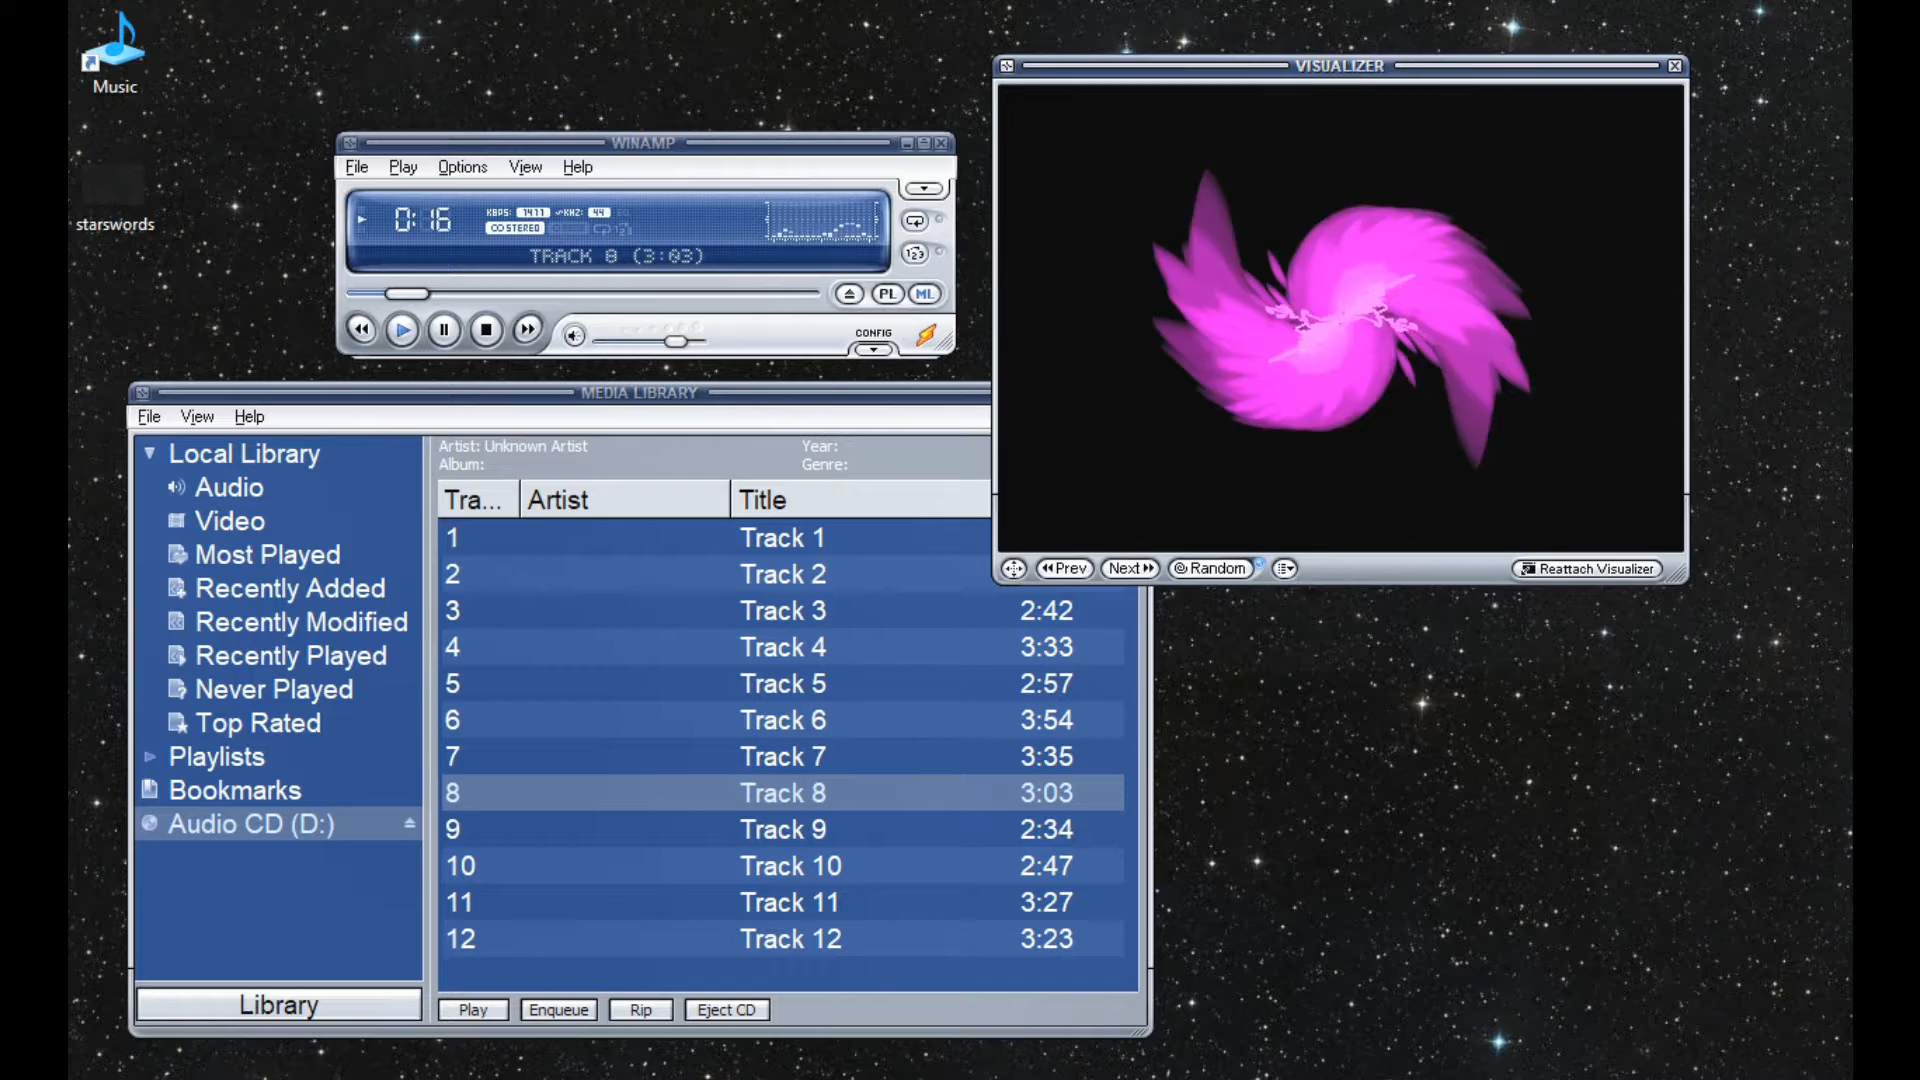 Music
starswords
WINAMP
File Play Options View Help
0:16
KBPS: 1411 KHZ: 44 EQ
STEREO
TRACK 8 (3:03)
123
PL ML
CONFIG
VISUALIZER
Prev Next Random Reattach Visualizer
MEDIA LIBRARY
File View Help
Local Library
Audio
Video
Most Played
Recently Added
Recently Modified
Recently Played
Never Played
Top Rated
Playlists
Bookmarks
Audio CD (D:)
Library
Artist: Unknown Artist Year:
Album: Genre:
Tra... Artist Title
1 Track 1
2 Track 2
3 Track 3 2:42
4 Track 4 3:33
5 Track 5 2:57
6 Track 6 3:54
7 Track 7 3:35
8 Track 8 3:03
9 Track 9 2:34
10 Track 10 2:47
11 Track 11 3:27
12 Track 12 3:23
Play Enqueue Rip Eject CD